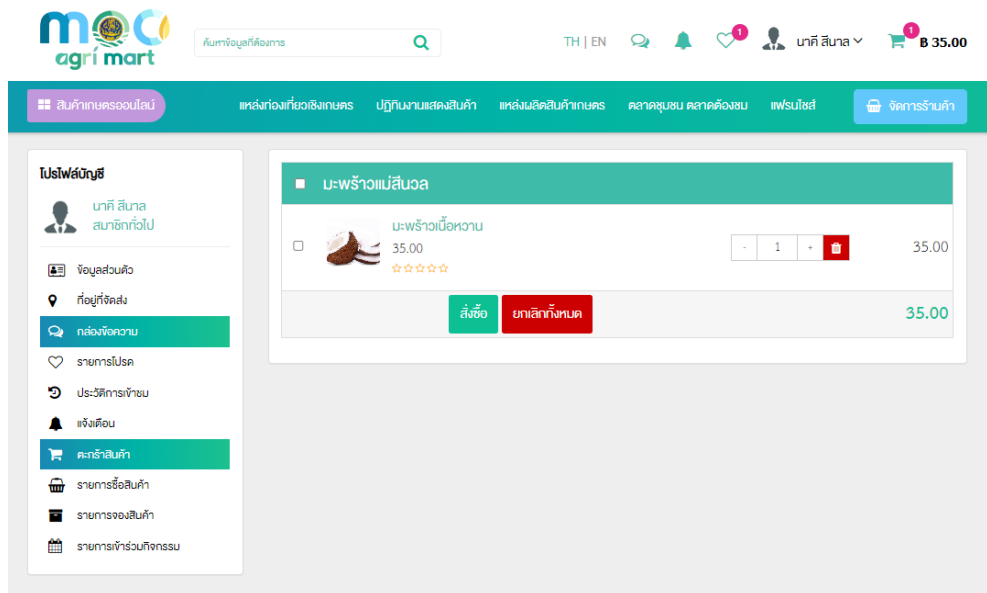 moc
agri mart
ค้นหาข้อมูลที่ต้องการ
TH | EN
1
นาคี สีนาล
1
฿ 35.00
สินค้าเกษตรออนไลน์
แหล่งท่องเที่ยวเชิงเกษตร
ปฏิทินงานแสดงสินค้า
แหล่งผลิตสินค้าเกษตร
ตลาดชุมชน ตลาดต้องชม
แฟรนไชส์
จัดการร้านค้า
โปรไฟล์บัญชี
นาคี สีนาล
สมาชิกทั่วไป
ข้อมูลส่วนตัว
ที่อยู่ที่จัดส่ง
กล่องข้อความ
รายการโปรด
ประวัติการเข้าชม
แจ้งเตือน
ตะกร้าสินค้า
รายการซื้อสินค้า
รายการจองสินค้า
รายการเข้าร่วมกิจกรรม
มะพร้าวแม่สีนวล
มะพร้าวเนื้อหวาน
35.00
- 1 +
35.00
สั่งซื้อ
ยกเลิกทั้งหมด
35.00